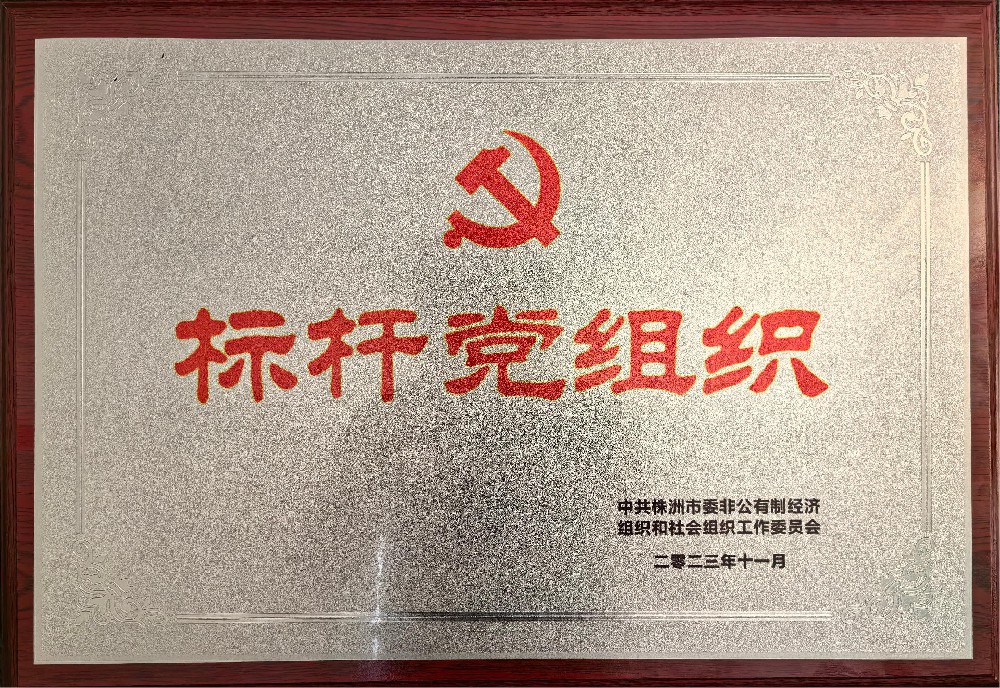 标杆党组织
中共株洲市委非公有制经济
组织和社会组织工作委员会
二零二三年十一月